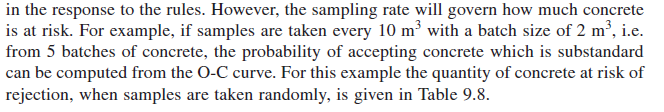 in the response to the rules. However, the sampling rate will govern how much concrete
is at risk. For example, if samples are taken every 10 m³ with a batch size of 2 m³, i.e.
from 5 batches of concrete, the probability of accepting concrete which is substandard
can be computed from the O-C curve. For this example the quantity of concrete at risk of
rejection, when samples are taken randomly, is given in Table 9.8.